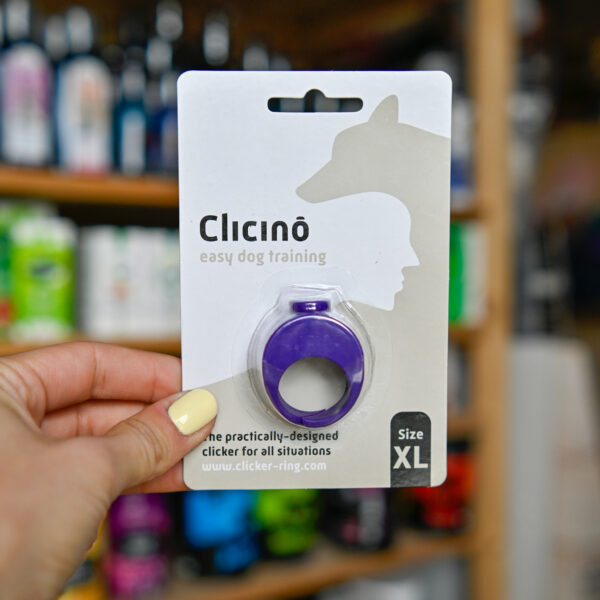 Clicinō
easy dog training
The practically-designed
clicker for all situations
www.clicker-ring.com
Size
XL